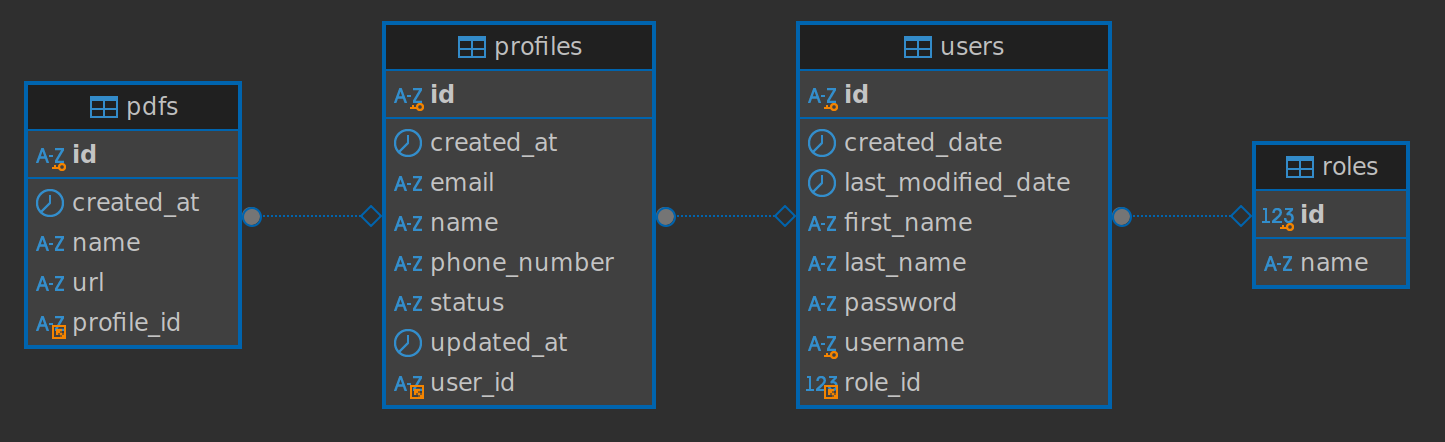 pdfs
A-Z id
created_at
A-Z name
A-Z url
A-Z profile_id
profiles
A-Z id
created_at
A-Z email
A-Z name
A-Z phone_number
A-Z status
updated_at
A-Z user_id
users
A-Z id
created_date
last_modified_date
A-Z first_name
A-Z last_name
A-Z password
A-Z username
123 role_id
roles
123 id
A-Z name